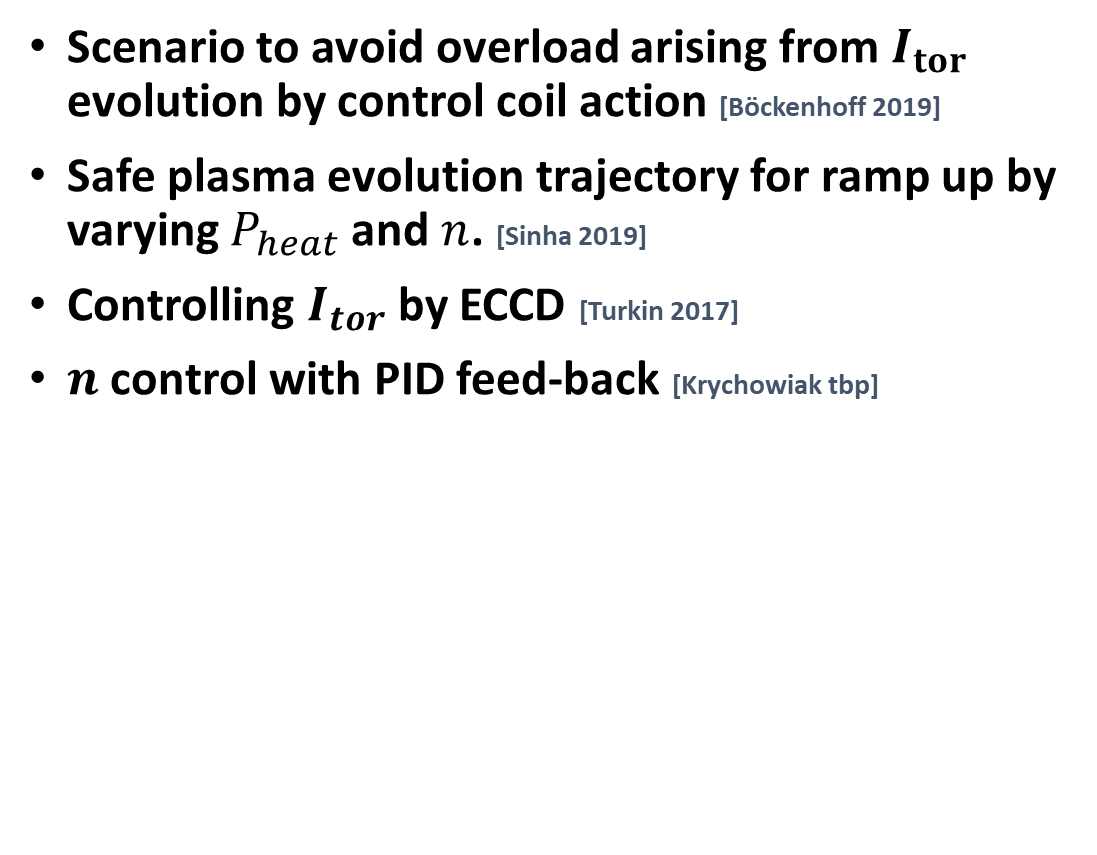 • Scenario to avoid overload arising from I_tor
evolution by control coil action [Böckenhoff 2019]
• Safe plasma evolution trajectory for ramp up by
varying P_heat and n. [Sinha 2019]
• Controlling I_tor by ECCD [Turkin 2017]
• n control with PID feed-back [Krychowiak tbp]